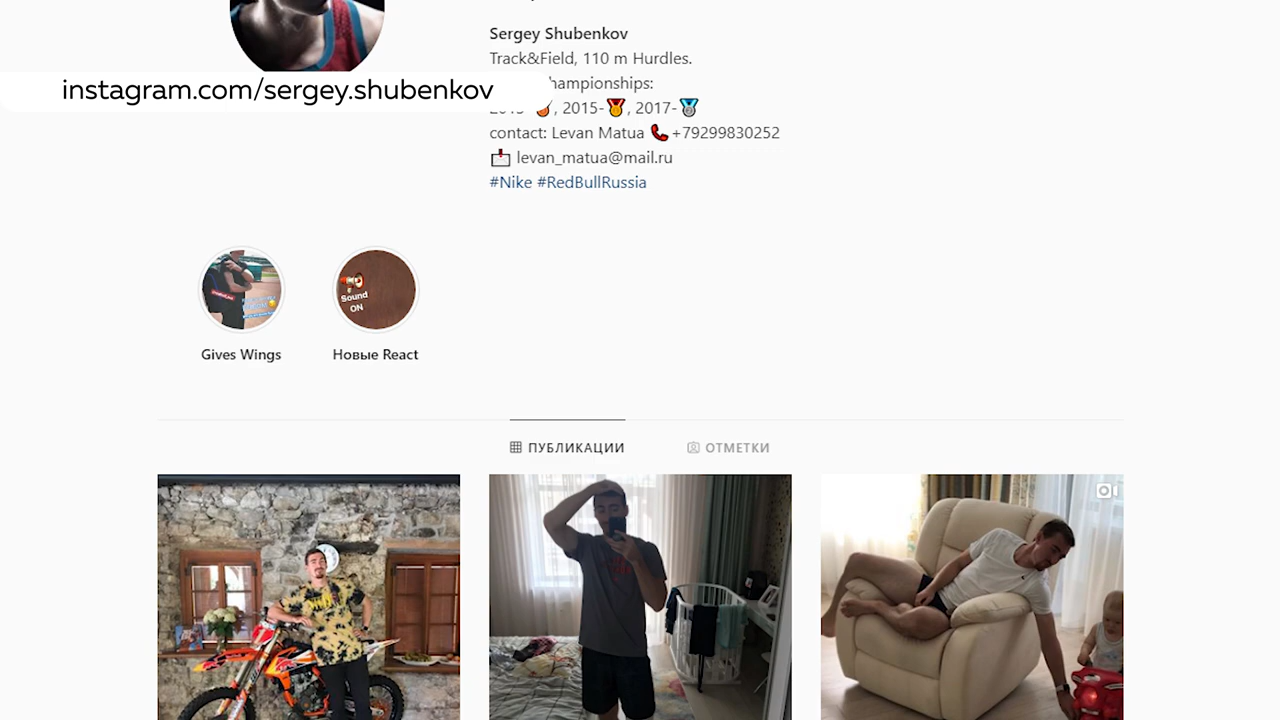 Sergey Shubenkov
Track&Field, 110 m Hurdles.
instagram.com/sergey.shubenkov
hampionships:
2013-🥉, 2015-🥇, 2017-🥈
contact: Levan Matua 📞+79299830252
📩 levan_matua@mail.ru
#Nike #RedBullRussia
Sound
ON
Gives Wings
Новые React
ПУБЛИКАЦИИ
ОТМЕТКИ